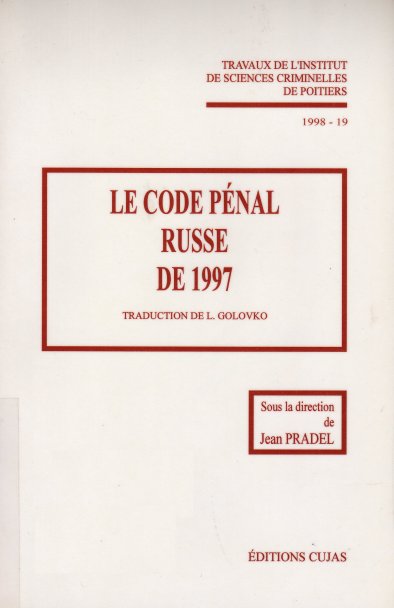 TRAVAUX DE L'INSTITUT
DE SCIENCES CRIMINELLES
DE POITIERS
1998 - 19
LE CODE PÉNAL
RUSSE
DE 1997
TRADUCTION DE L. GOLOVKO
Sous la direction
de
Jean PRADEL
ÉDITIONS CUJAS